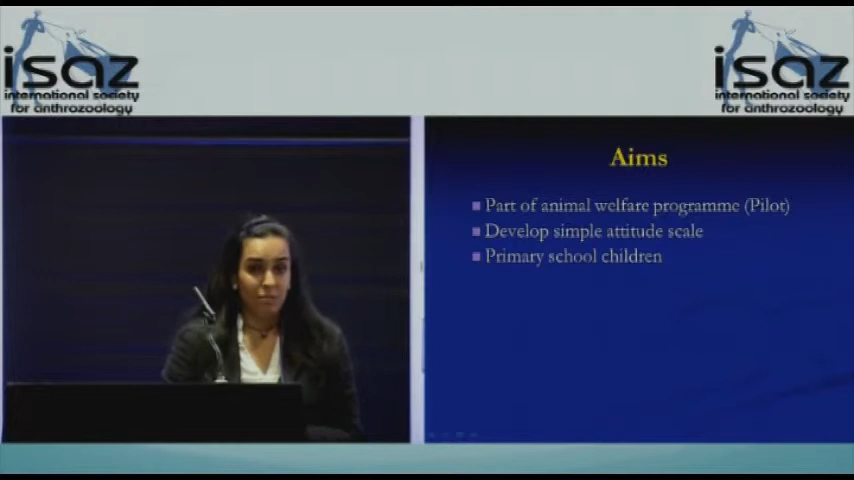 isaz
international society
for anthrozoology
isaz
international society
for anthrozoology
Aims
Part of animal welfare programme (Pilot)
Develop simple attitude scale
Primary school children